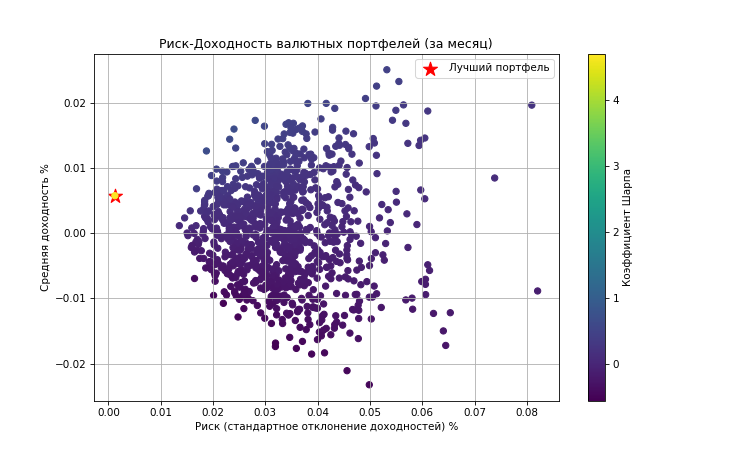 Риск-Доходность валютных портфелей (за месяц)
Лучший портфель
Средняя доходность %
0.02
0.01
0.00
−0.01
−0.02
0.00 0.01 0.02 0.03 0.04 0.05 0.06 0.07 0.08
Риск (стандартное отклонение доходностей) %
4
3
2
1
0
Коэффициент Шарпа